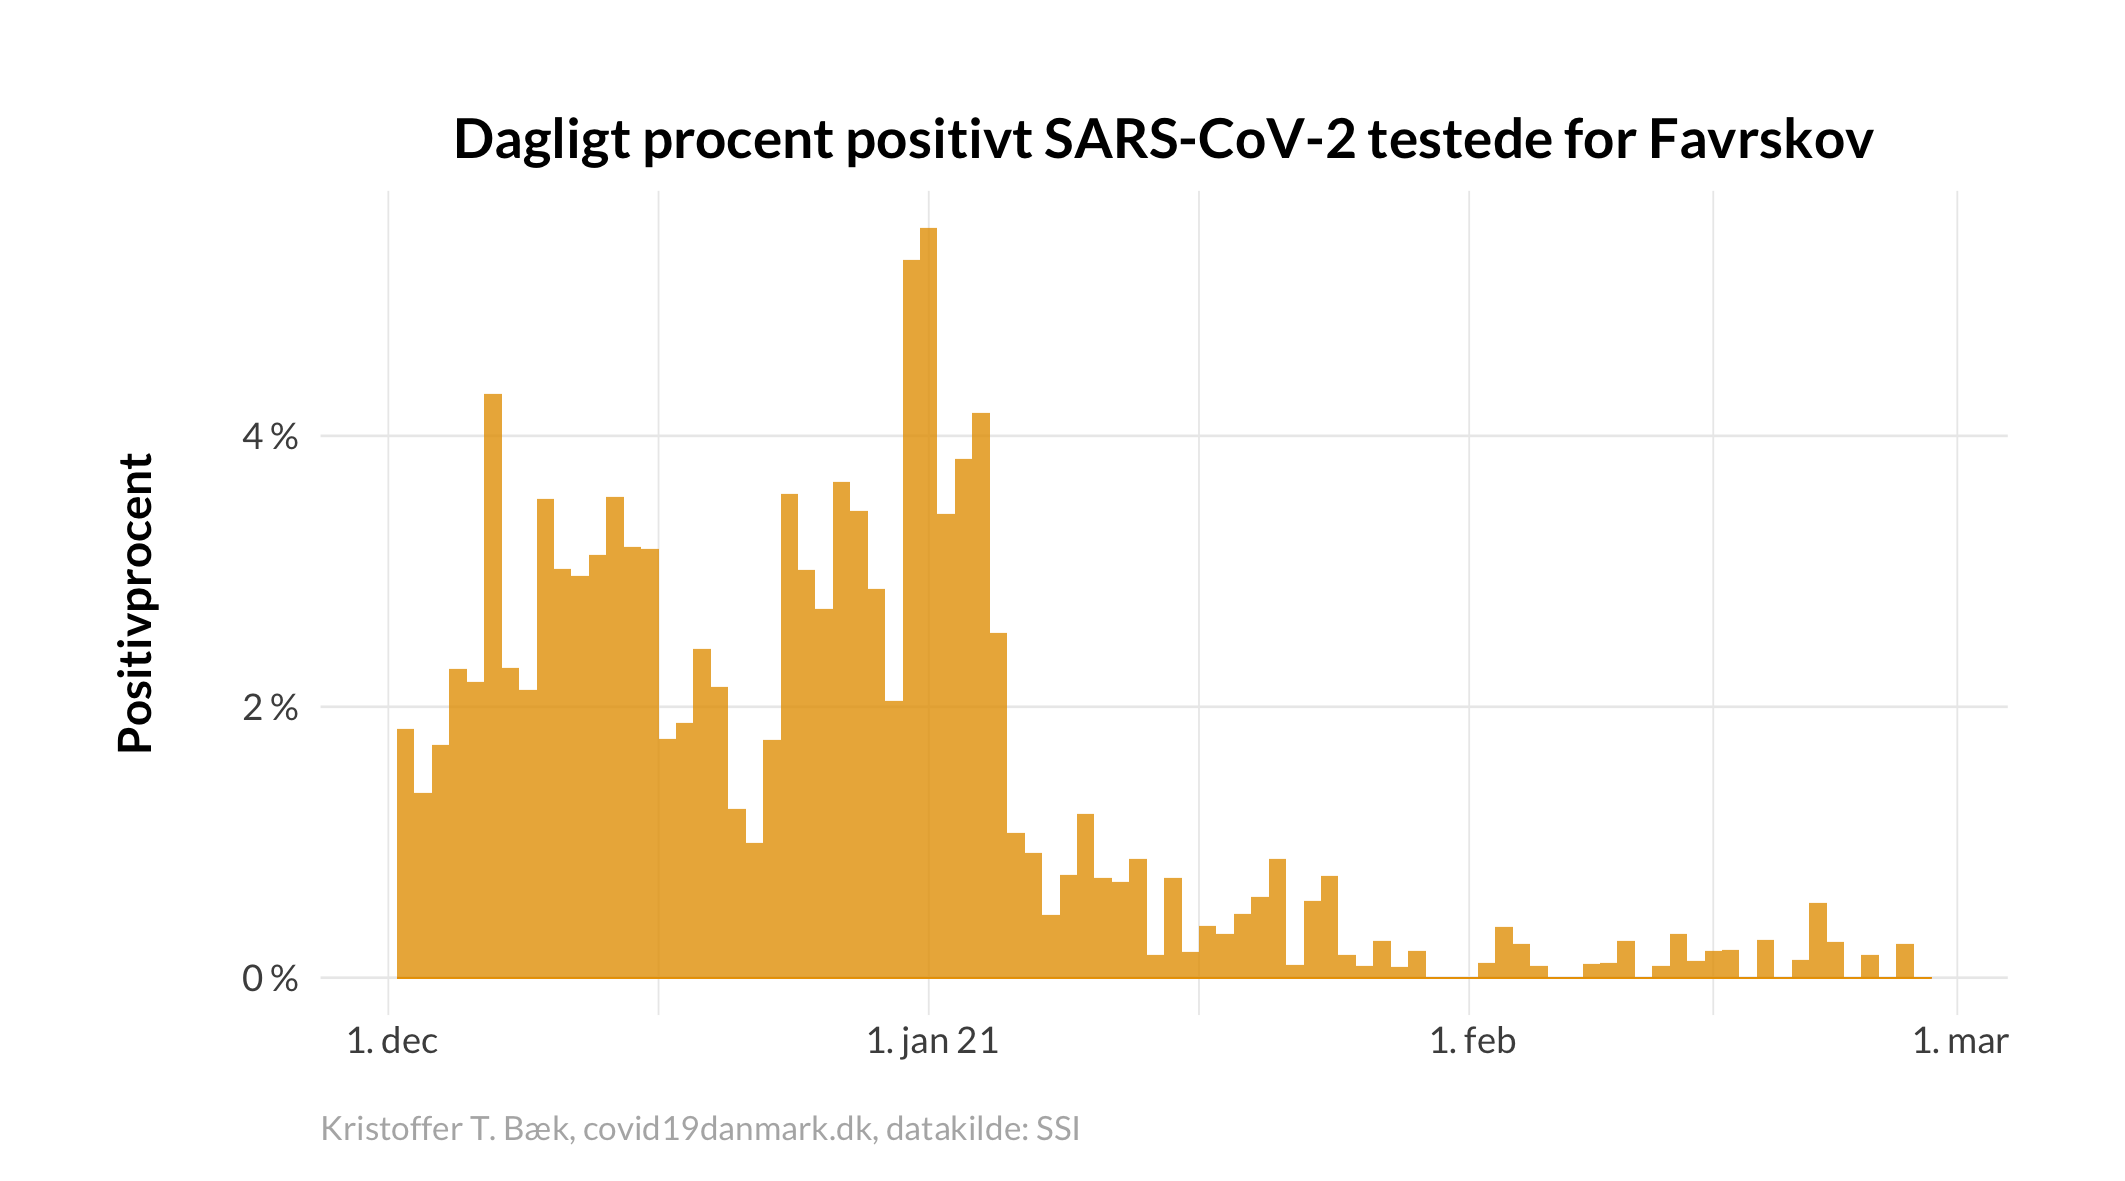 Dagligt procent positivt SARS-CoV-2 testede for Favrskov
Positivprocent
4 %
2 %
0 %
1. dec
1. jan 21
1. feb
1. mar
Kristoffer T. Bæk, covid19danmark.dk, datakilde: SSI